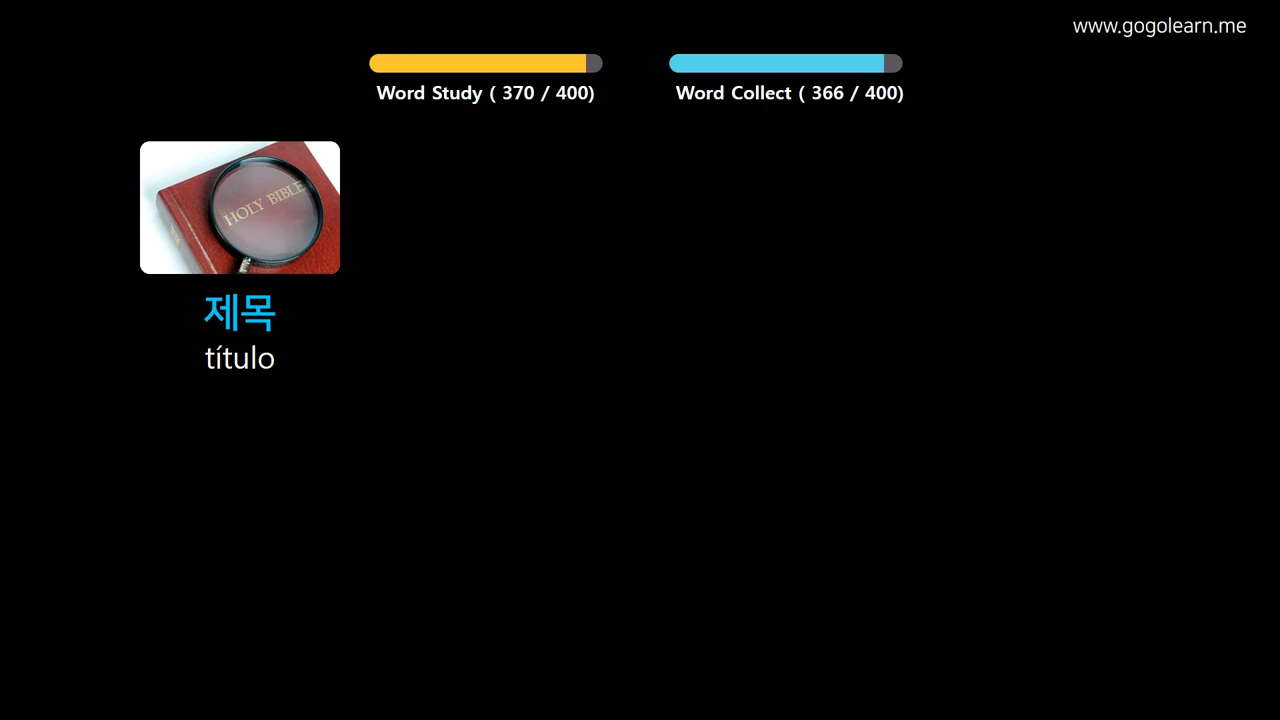 www.gogolearn.me
Word Study ( 370 / 400)
Word Collect ( 366 / 400)
HOLY BIBLE
제목
título